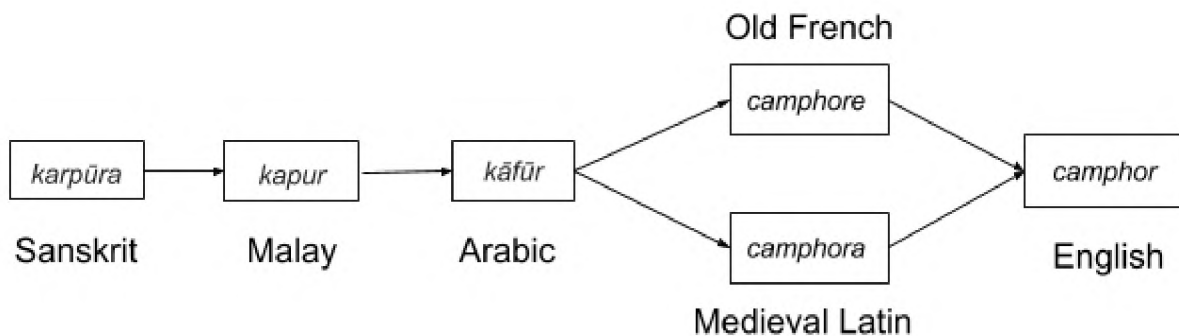 Old French
camphore
karpūra
kapur
kāfūr
camphor
Sanskrit
Malay
Arabic
camphora
English
Medieval Latin